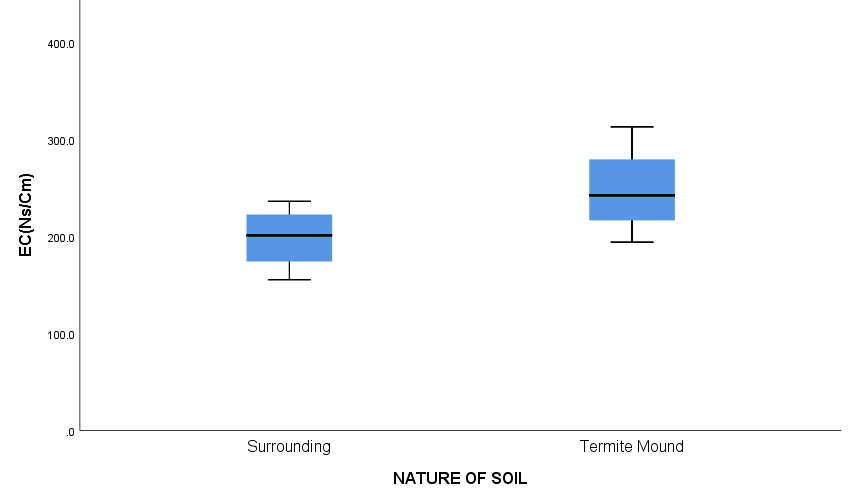 400.0
300.0
200.0
100.0
.0
EC(Ns/Cm)
Surrounding
Termite Mound
NATURE OF SOIL